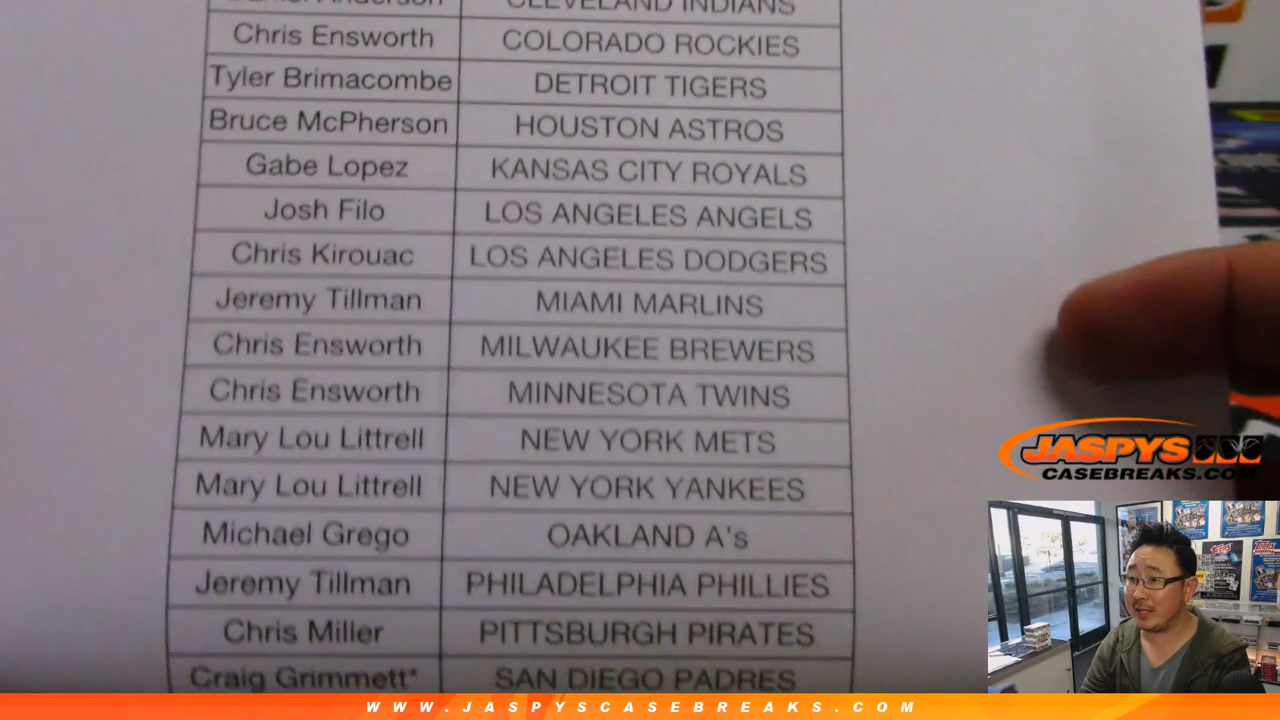 Daniel Anderson CLEVELAND INDIANS
Chris Ensworth COLORADO ROCKIES
Tyler Brimacombe DETROIT TIGERS
Bruce McPherson HOUSTON ASTROS
Gabe Lopez KANSAS CITY ROYALS
Josh Filo LOS ANGELES ANGELS
Chris Kirouac LOS ANGELES DODGERS
Jeremy Tillman MIAMI MARLINS
Chris Ensworth MILWAUKEE BREWERS
Chris Ensworth MINNESOTA TWINS
Mary Lou Littrell NEW YORK METS
Mary Lou Littrell NEW YORK YANKEES
Michael Grego OAKLAND A's
Jeremy Tillman PHILADELPHIA PHILLIES
Chris Miller PITTSBURGH PIRATES
Craig Grimmett* SAN DIEGO PADRES
JASPYS
CASEBREAKS.COM
WWW.JASPYSCASEBREAKS.COM